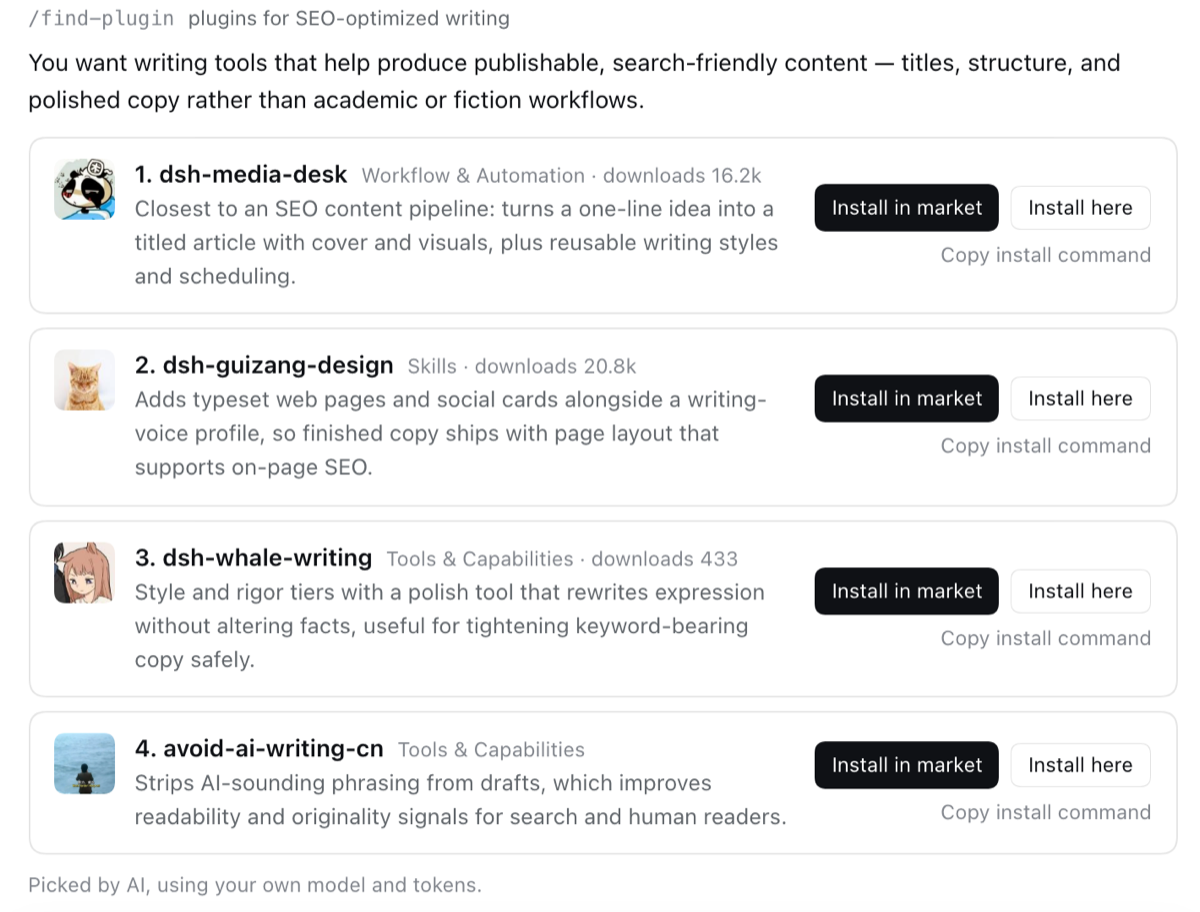 /find-plugin plugins for SEO-optimized writing
You want writing tools that help produce publishable, search-friendly content — titles, structure, and
polished copy rather than academic or fiction workflows.
1. dsh-media-desk Workflow & Automation · downloads 16.2k
Closest to an SEO content pipeline: turns a one-line idea into a
titled article with cover and visuals, plus reusable writing styles
and scheduling.
Install in market
Install here
Copy install command
2. dsh-guizang-design Skills · downloads 20.8k
Adds typeset web pages and social cards alongside a writing-
voice profile, so finished copy ships with page layout that
supports on-page SEO.
Install in market
Install here
Copy install command
3. dsh-whale-writing Tools & Capabilities · downloads 433
Style and rigor tiers with a polish tool that rewrites expression
without altering facts, useful for tightening keyword-bearing
copy safely.
Install in market
Install here
Copy install command
4. avoid-ai-writing-cn Tools & Capabilities
Strips AI-sounding phrasing from drafts, which improves
readability and originality signals for search and human readers.
Install in market
Install here
Copy install command
Picked by AI, using your own model and tokens.